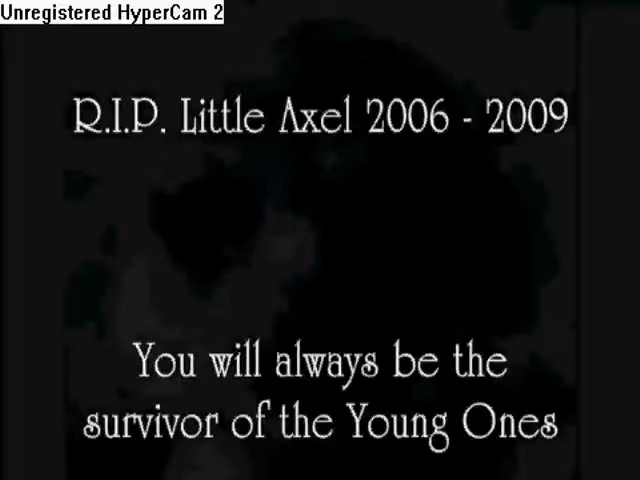 Unregistered HyperCam 2
R.I.P. Little Axel 2006 - 2009
You will always be the
survivor of the Young Ones